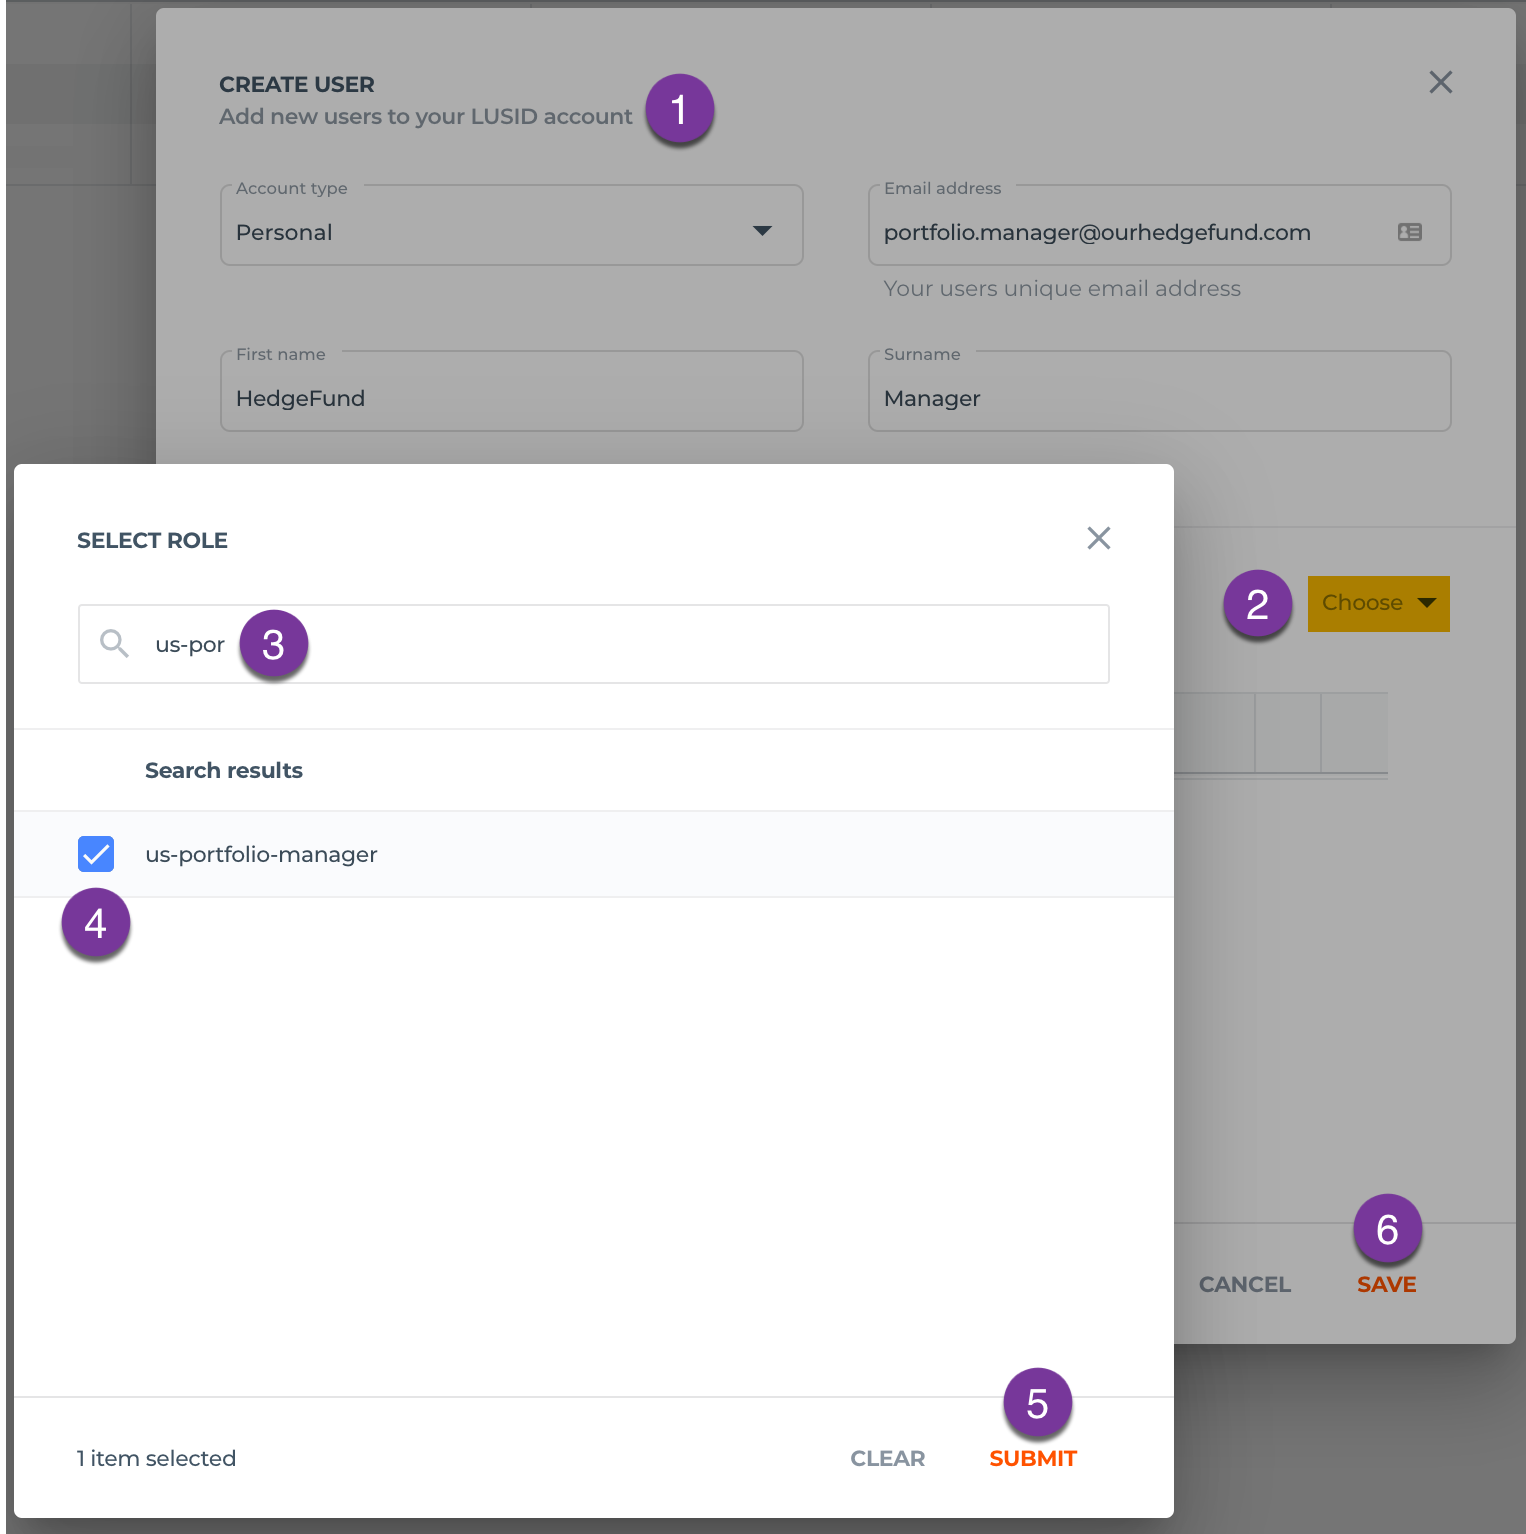 CREATE USER
Add new users to your LUSID account
1
Account type
Personal
Email address
portfolio.manager@ourhedgefund.com
Your users unique email address
First name
HedgeFund
Surname
Manager
SELECT ROLE
2
Choose
us-por
3
Search results
us-portfolio-manager
4
6
CANCEL
SAVE
5
1 item selected
CLEAR
SUBMIT